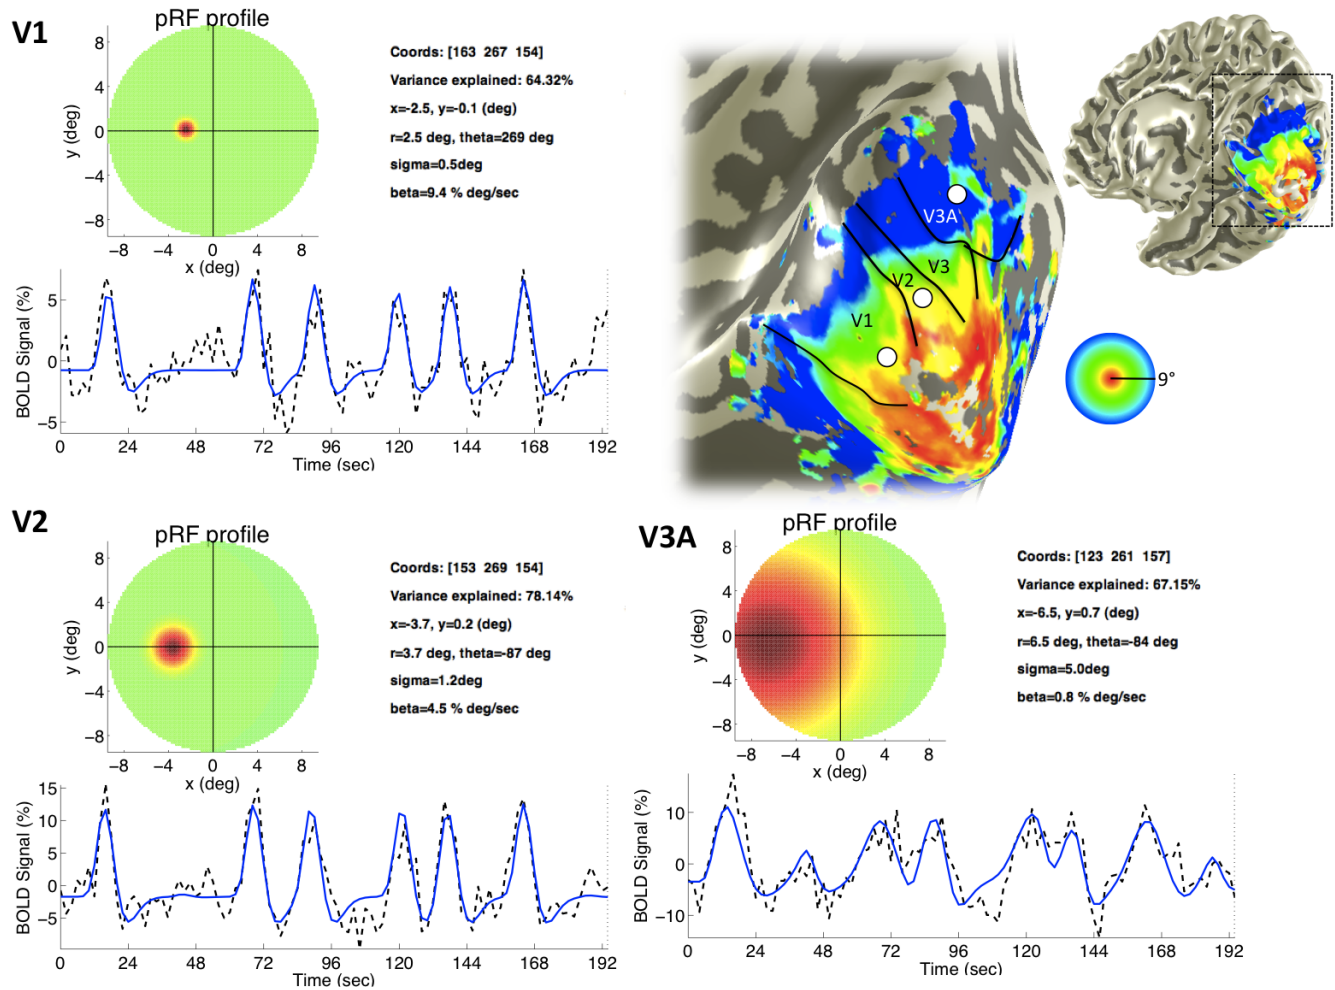 V1
pRF profile
8
4
0
−4
−8
y (deg)
−8 −4 0 4 8
x (deg)
Coords: [163 267 154]
Variance explained: 64.32%
x=-2.5, y=-0.1 (deg)
r=2.5 deg, theta=269 deg
sigma=0.5deg
beta=9.4 % deg/sec
BOLD Signal (%)
5
0
−5
0 24 48 72 96 120 144 168 192
Time (sec)
V3A
V3
V2
V1
9°
V2
pRF profile
8
4
0
−4
−8
y (deg)
−8 −4 0 4 8
x (deg)
Coords: [153 269 154]
Variance explained: 78.14%
x=-3.7, y=0.2 (deg)
r=3.7 deg, theta=-87 deg
sigma=1.2deg
beta=4.5 % deg/sec
BOLD Signal (%)
15
10
5
0
−5
0 24 48 72 96 120 144 168 192
Time (sec)
V3A
pRF profile
8
4
0
−4
−8
y (deg)
−8 −4 0 4 8
x (deg)
Coords: [123 261 157]
Variance explained: 67.15%
x=-6.5, y=0.7 (deg)
r=6.5 deg, theta=-84 deg
sigma=5.0deg
beta=0.8 % deg/sec
BOLD Signal (%)
10
0
−10
0 24 48 72 96 120 144 168 192
Time (sec)